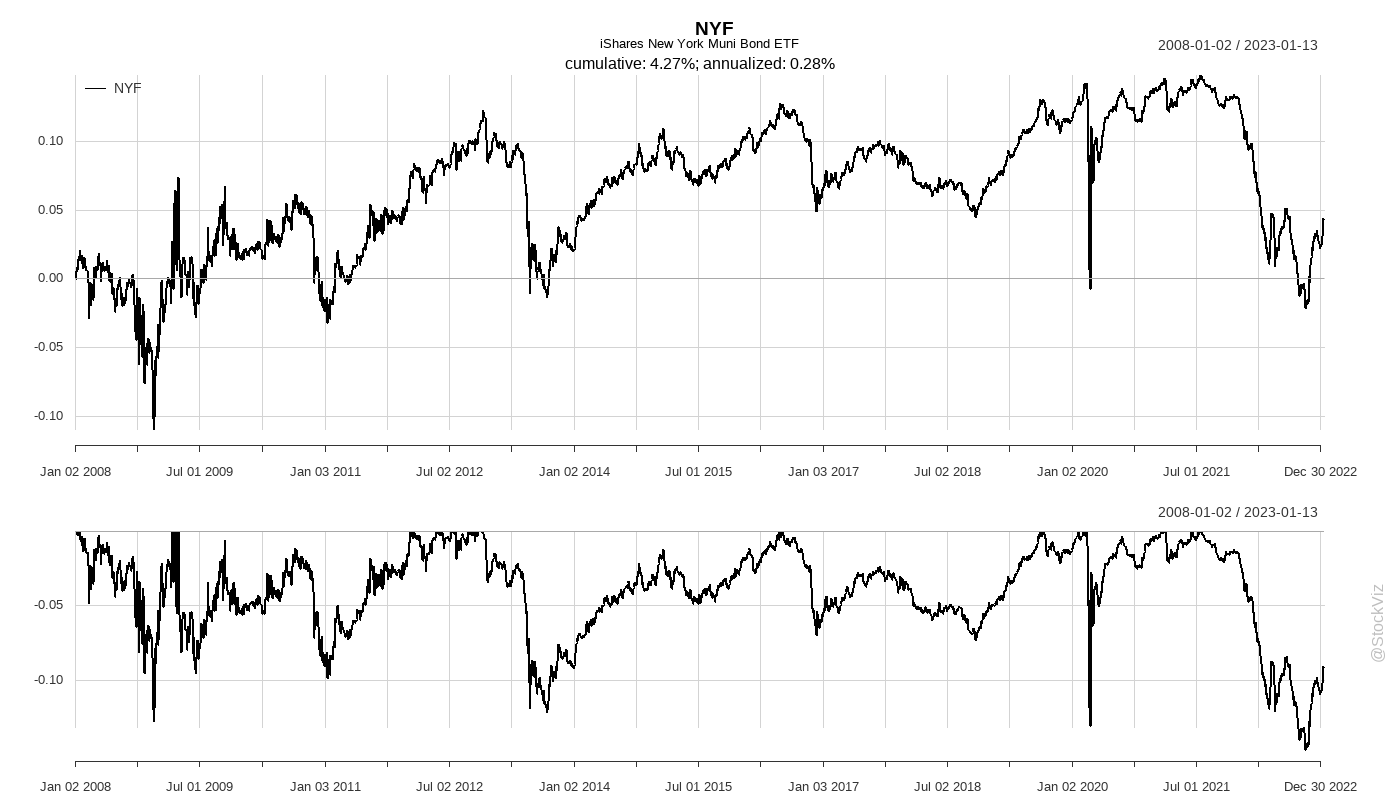 NYF
iShares New York Muni Bond ETF
cumulative: 4.27%; annualized: 0.28%
2008-01-02 / 2023-01-13
NYF
0.10
0.05
0.00
-0.05
-0.10
Jan 02 2008 Jul 01 2009 Jan 03 2011 Jul 02 2012 Jan 02 2014 Jul 01 2015 Jan 03 2017 Jul 02 2018 Jan 02 2020 Jul 01 2021 Dec 30 2022
2008-01-02 / 2023-01-13
-0.05
-0.10
Jan 02 2008 Jul 01 2009 Jan 03 2011 Jul 02 2012 Jan 02 2014 Jul 01 2015 Jan 03 2017 Jul 02 2018 Jan 02 2020 Jul 01 2021 Dec 30 2022
@StockViz